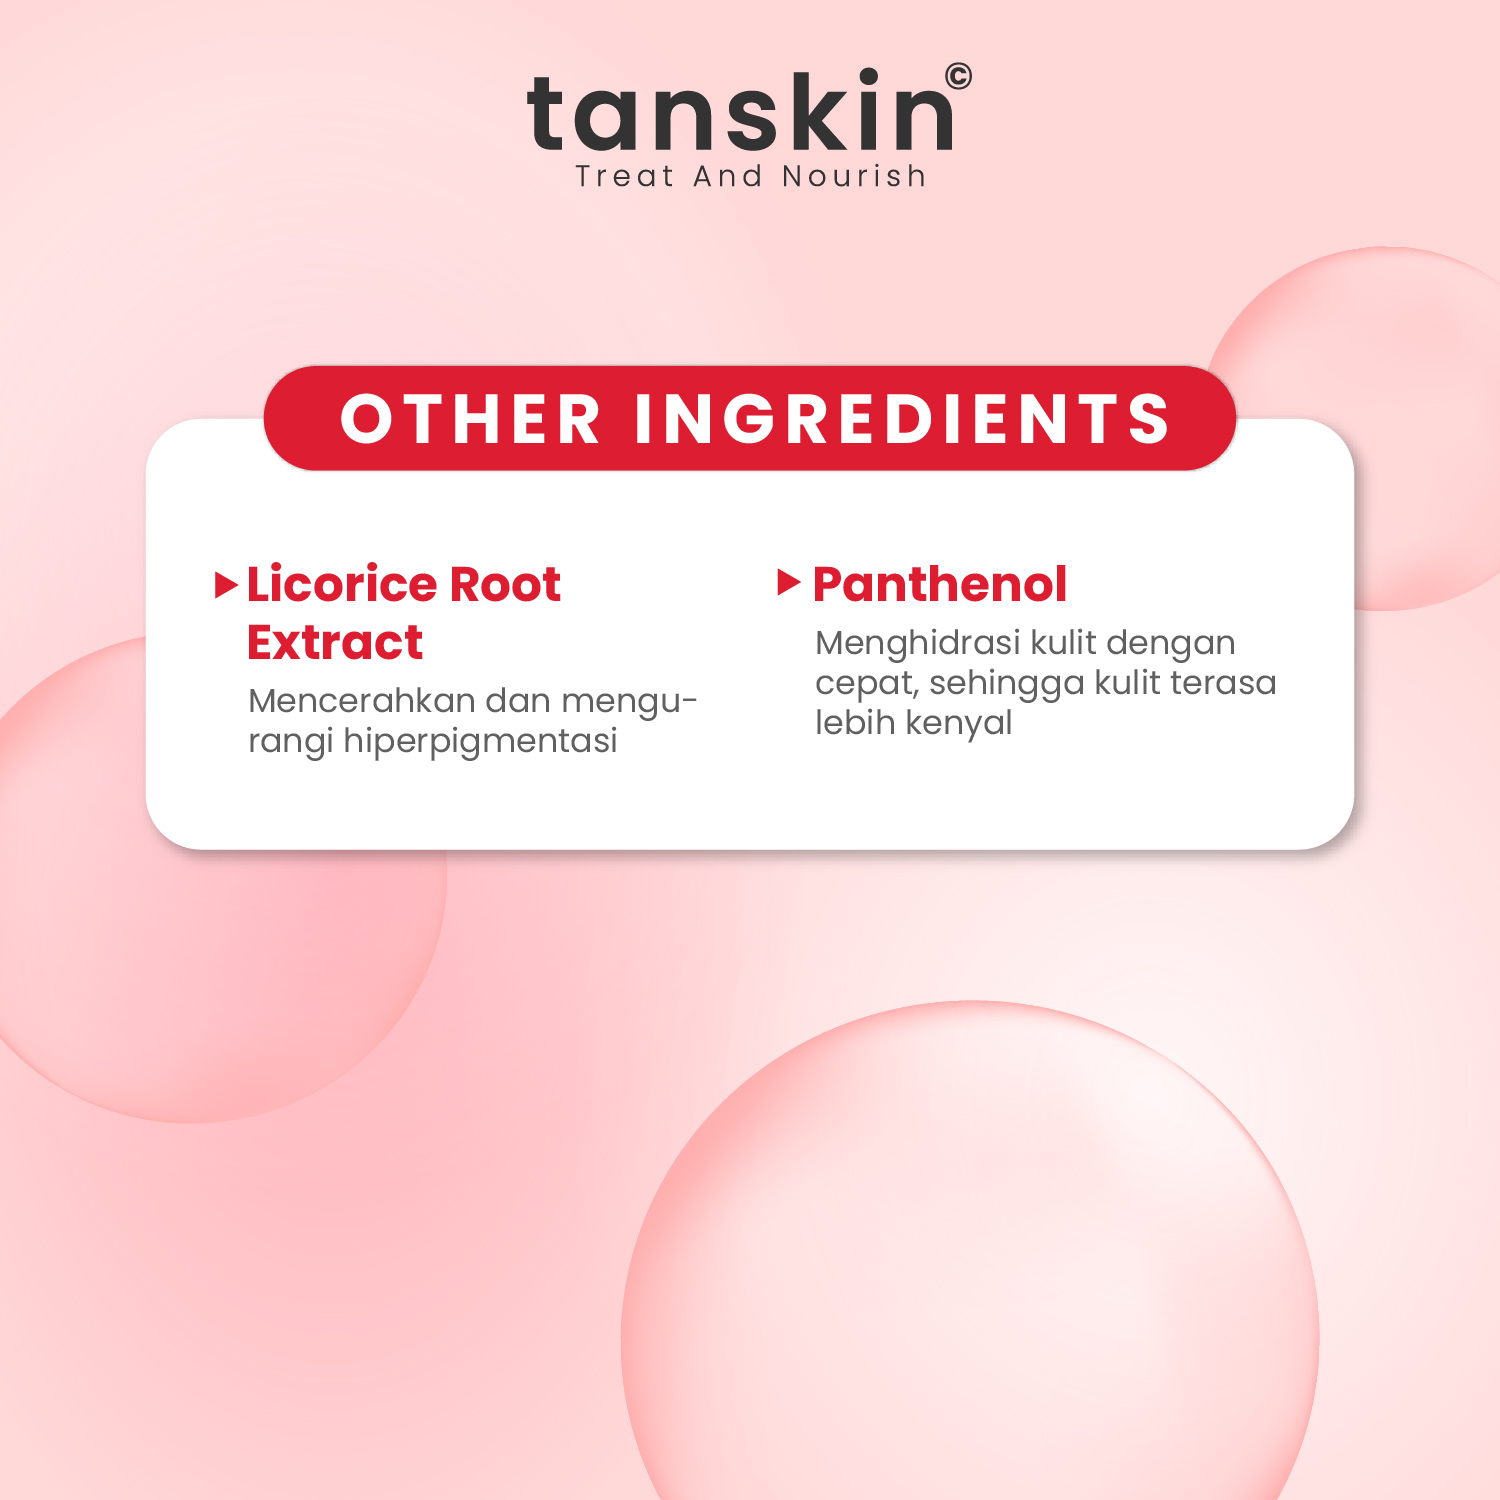 tanskin©
Treat And Nourish
OTHER INGREDIENTS
Licorice Root
Extract
Mencerahkan dan mengu-
rangi hiperpigmentasi
Panthenol
Menghidrasi kulit dengan
cepat, sehingga kulit terasa
lebih kenyal